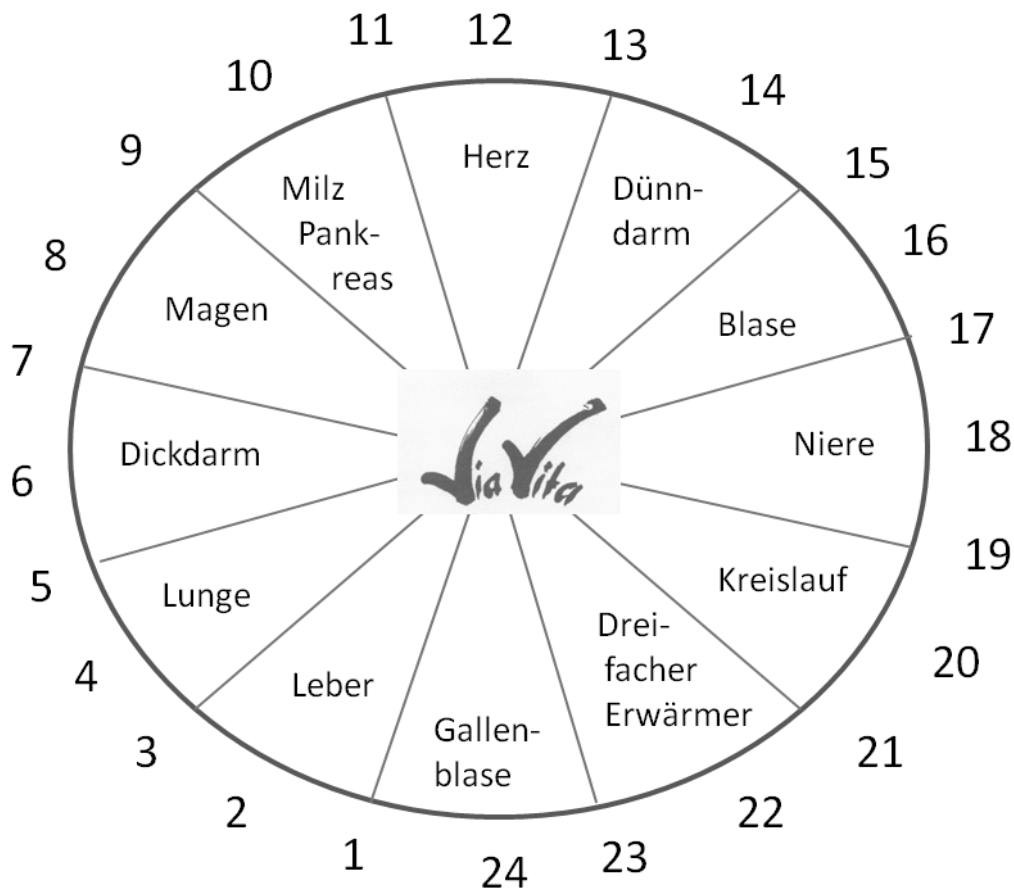 11
12
13
10
14
9
15
8
16
7
17
6
18
5
19
4
20
3
21
2
22
1
24
23
Herz
Dünn-
darm
Blase
Niere
Kreislauf
Drei-
facher
Erwärmer
Gallen-
blase
Leber
Lunge
Dickdarm
Magen
Milz
Pank-
reas
Via Vita